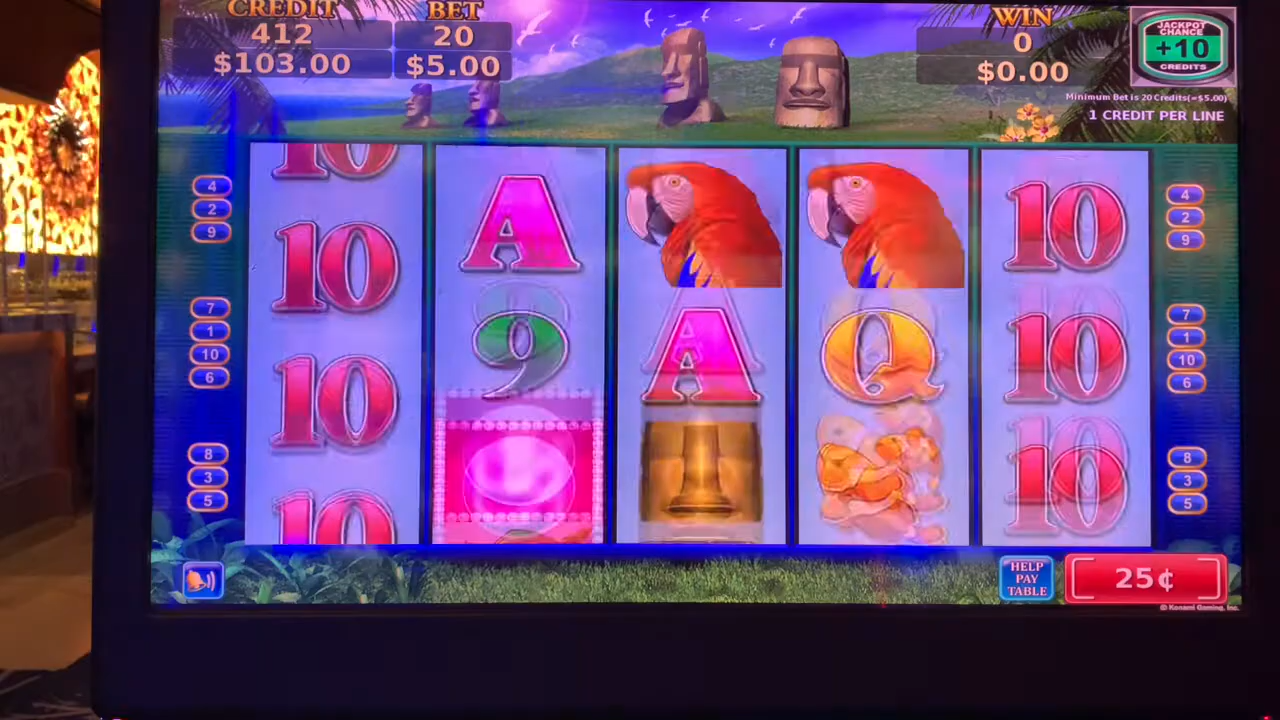 CREDIT
412
$103.00
BET
20
$5.00
WIN
0
$0.00
JACKPOT
CHANCE
+10
CREDITS
Minimum Bet is 20 Credits(=$5.00)
1 CREDIT PER LINE
4
2
9
7
1
10
6
8
3
5
10
10
10
10
A
9
A
A
Q
10
10
10
4
2
9
7
1
10
6
8
3
5
HELP
PAY
TABLE
25¢
© Konami Gaming, Inc.